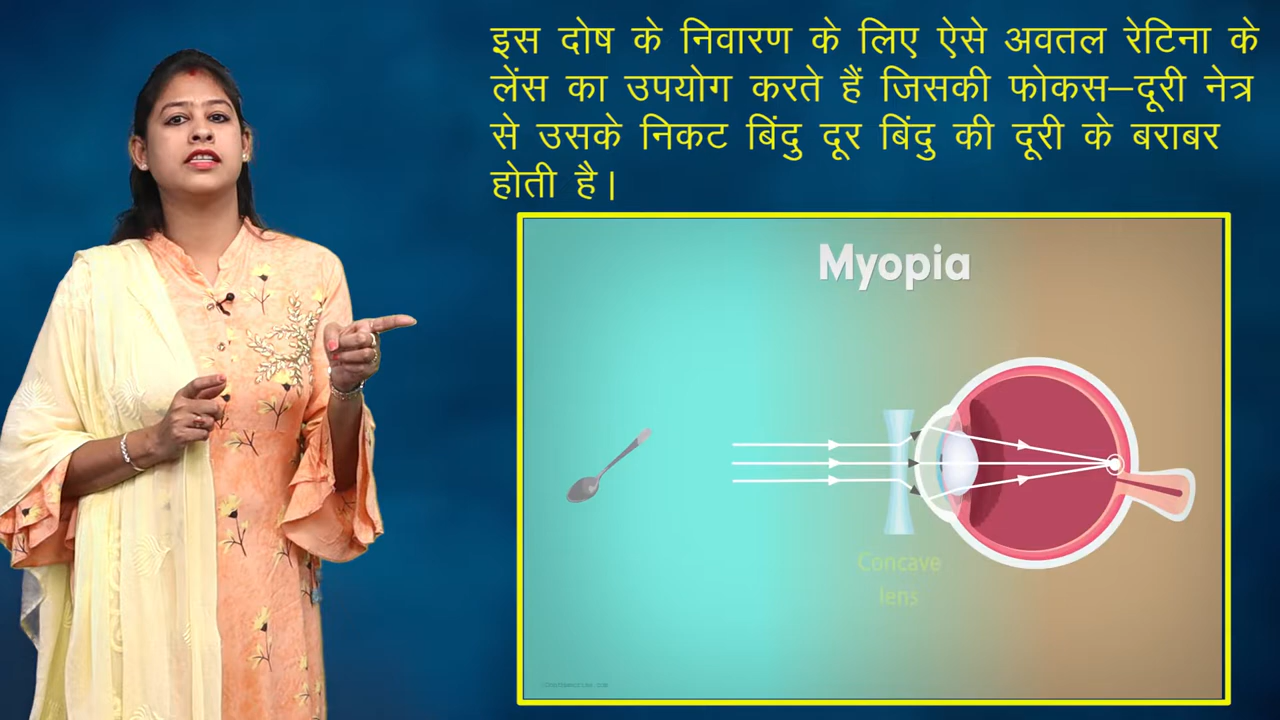 इस दोष के निवारण के लिए ऐसे अवतल रेटिना के
लेंस का उपयोग करते हैं जिसकी फोकस–दूरी नेत्र
से उसके निकट बिंदु दूर बिंदु की दूरी के बराबर
होती है।
Myopia
Concave
lens